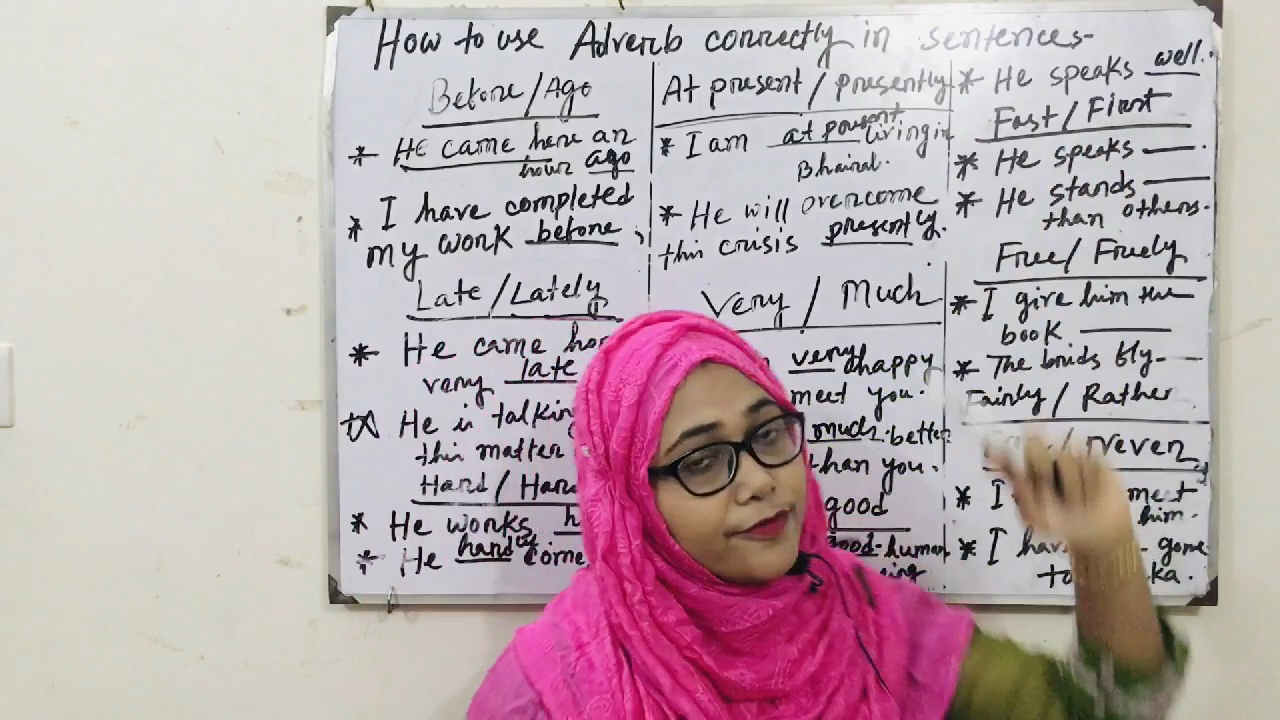 How to use Adverb correctly in sentences-
Before/Ago
* He came here an
hour ago
* I have completed
my work before,
Late/Lately
* He came
very late
He is talking
this matter
Hard/
* He works
* He hardly come
At present/presently
* I am at present living in
Bhairab.
* He will overcome
this crisis presently.
Very/Much
very happy
meet you.
much better
than you.
good
good-human
* He speaks well.
Fast/First
* He speaks —.
* He stands —
than others.
Free/Freely
* I give him the
book —
* The birds fly-—
Fairly/Rather
/never
* I meet
him.
* I gone
to